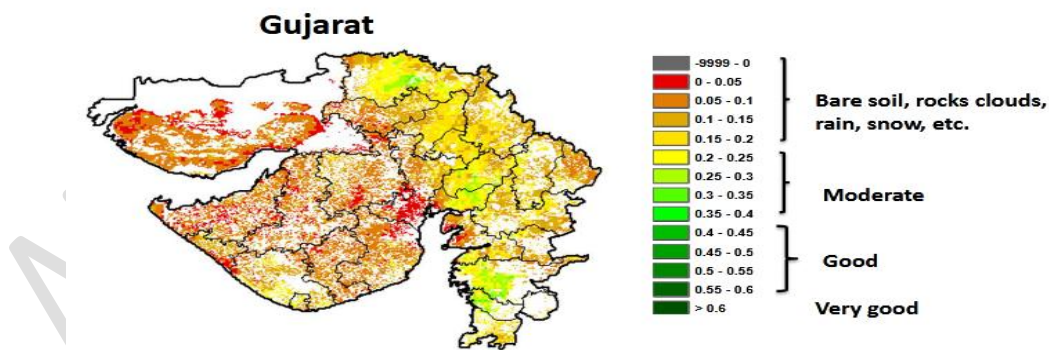 Gujarat
-9999 - 0
0 - 0.05
0.05 - 0.1
0.1 - 0.15
0.15 - 0.2
0.2 - 0.25
0.25 - 0.3
0.3 - 0.35
0.35 - 0.4
0.4 - 0.45
0.45 - 0.5
0.5 - 0.55
0.55 - 0.6
> 0.6
Bare soil, rocks clouds,
rain, snow, etc.
Moderate
Good
Very good